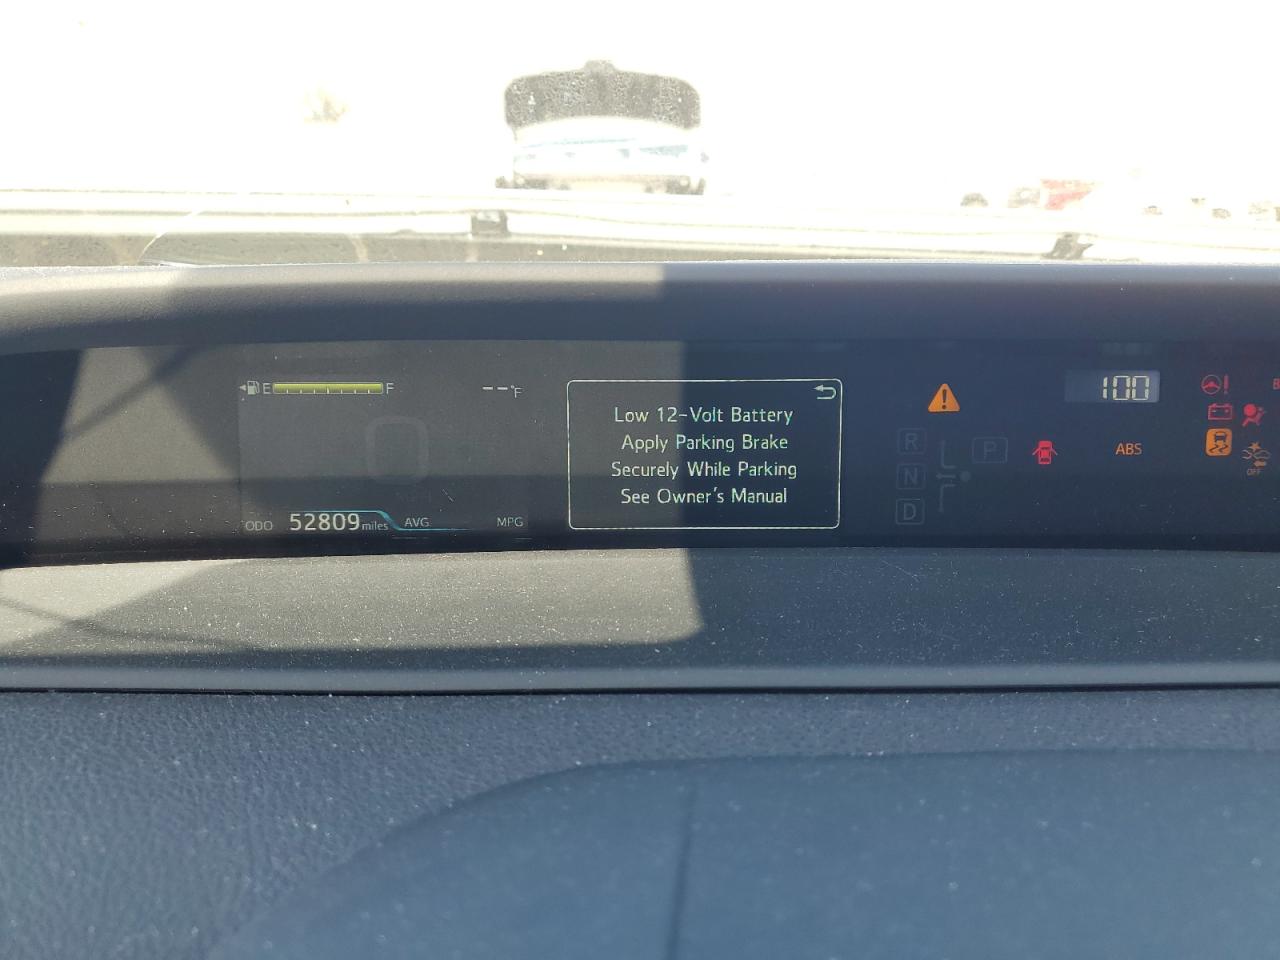 E F --°F
Low 12-Volt Battery
Apply Parking Brake
Securely While Parking
See Owner's Manual
ODO 52809 miles AVG MPG
100
R
N
D
P
ABS
!
OFF